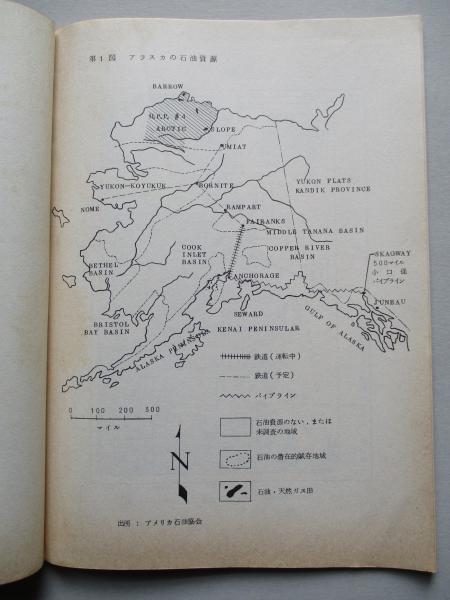 第1図 アラスカの石油資源
BARROW
N.P.P. #4
ARCTIC
SLOPE
UMIAT
YUKON-KOYUKUK
BORNITE
YUKON FLATS
KANDIK PROVINCE
NOME
RAMPART
FAIRBANKS
MIDDLE TANANA BASIN
COOK
INLET
BASIN
COPPER RIVER
BASIN
SKAGWAY
500マイル
小口径
パイプライン
BETHEL
BASIN
ANCHORAGE
JUNEAU
SEWARD
BRISTOL
BAY BASIN
KENAI PENINSULAR
GULF OF ALASKA
ALASKA PENINSULA
鉄道(運転中)
鉄道(予定)
パイプライン
0 100 300 500
マイル
石油資源のない,または
未調査の地域
石油の潜在的賦存地域
N
石油・天然ガス田
出所:アメリカ石油協会